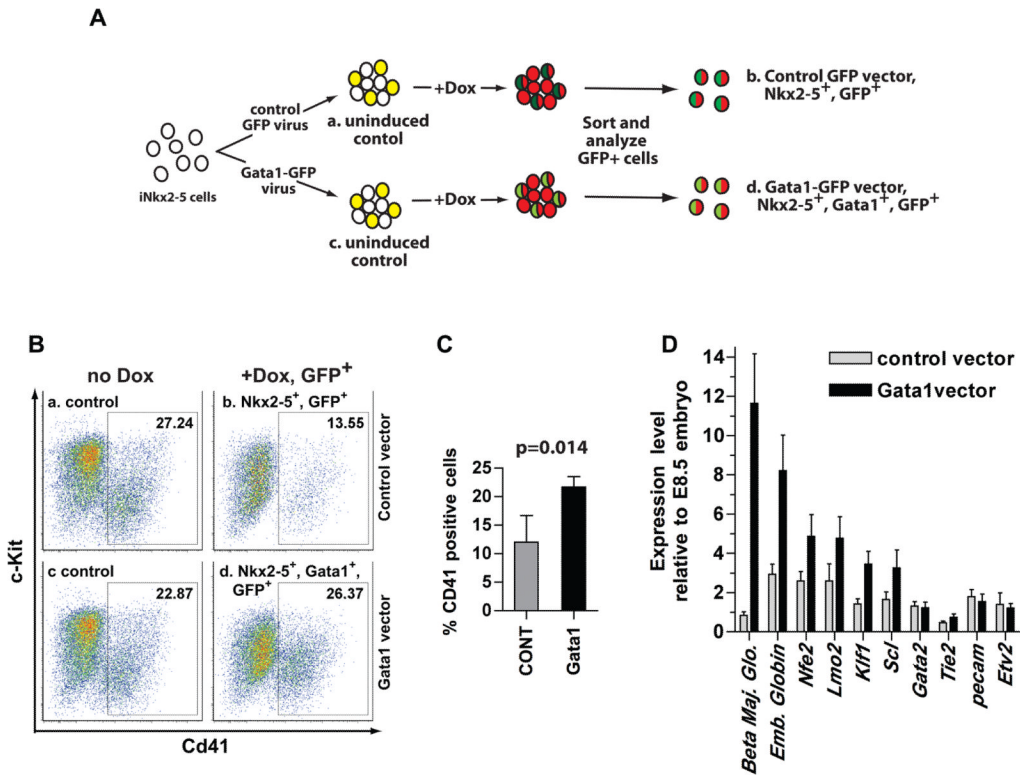 A
control
GFP virus
+Dox
a. uninduced
contol
b. Control GFP vector,
Nkx2-5+, GFP+
Sort and
analyze
GFP+ cells
iNkx2-5 cells
Gata1-GFP
virus
+Dox
c. uninduced
control
d. Gata1-GFP vector,
Nkx2-5+, Gata1+, GFP+
B
no Dox
+Dox, GFP+
a. control
27.24
b. Nkx2-5+, GFP+
13.55
Control vector
c control
22.87
d. Nkx2-5+, Gata1+,
GFP+
26.37
Gata1 vector
c-Kit
Cd41
C
p=0.014
% CD41 positive cells
25
20
15
10
5
0
CONT
Gata1
D
control vector
Gata1vector
Expression level
relative to E8.5 embryo
14
12
10
8
6
4
2
0
Beta Maj. Glo.
Emb. Globin
Nfe2
Lmo2
Klf1
Scl
Gata2
Tie2
pecam
Etv2